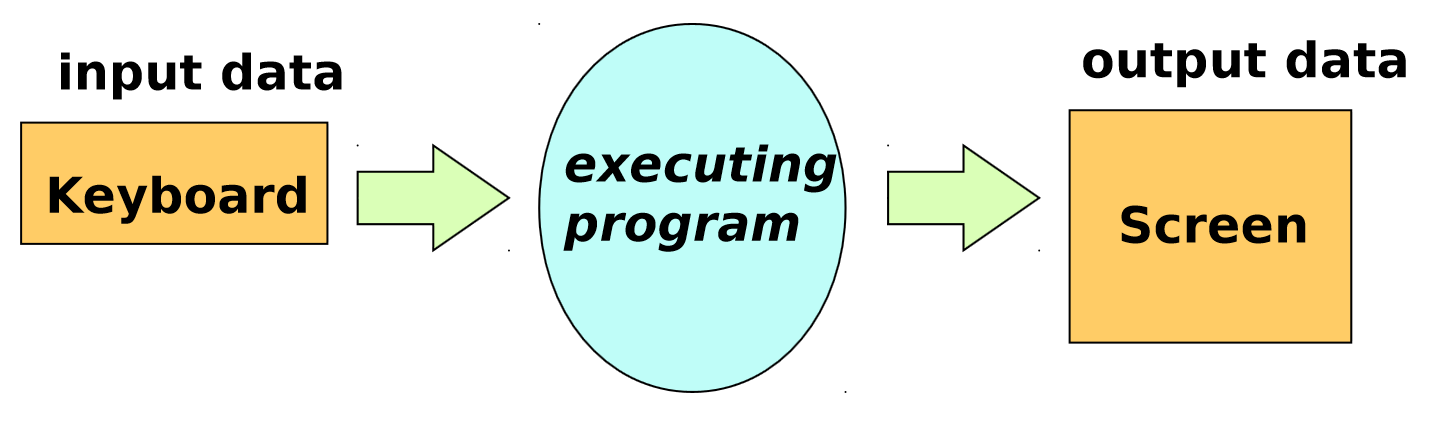 input data
Keyboard
executing
program
output data
Screen